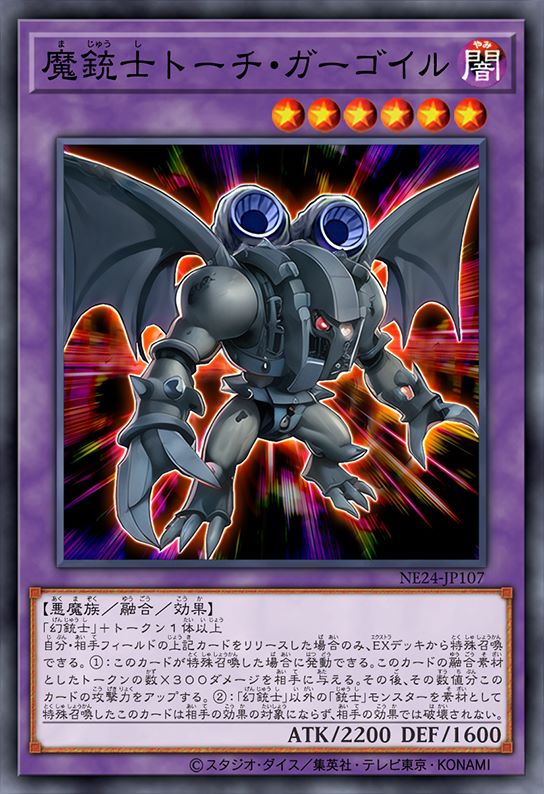 魔銃士トーチ・ガーゴイル
闇
NE24-JP107
【悪魔族／融合／効果】
「幻銃士」＋トークン１体以上
自分・相手フィールドの上記カードをリリースした場合のみ、EXデッキから特殊召喚
できる。①：このカードが特殊召喚した場合に発動できる。このカードの融合素材
としたトークンの数×３００ダメージを相手に与える。その後、その数値分この
カードの攻撃力をアップする。②：「幻銃士」以外の「銃士」モンスターを素材として
特殊召喚したこのカードは相手の効果の対象にならず、相手の効果では破壊されない。
ATK/2200 DEF/1600
©スタジオ・ダイス／集英社・テレビ東京・KONAMI